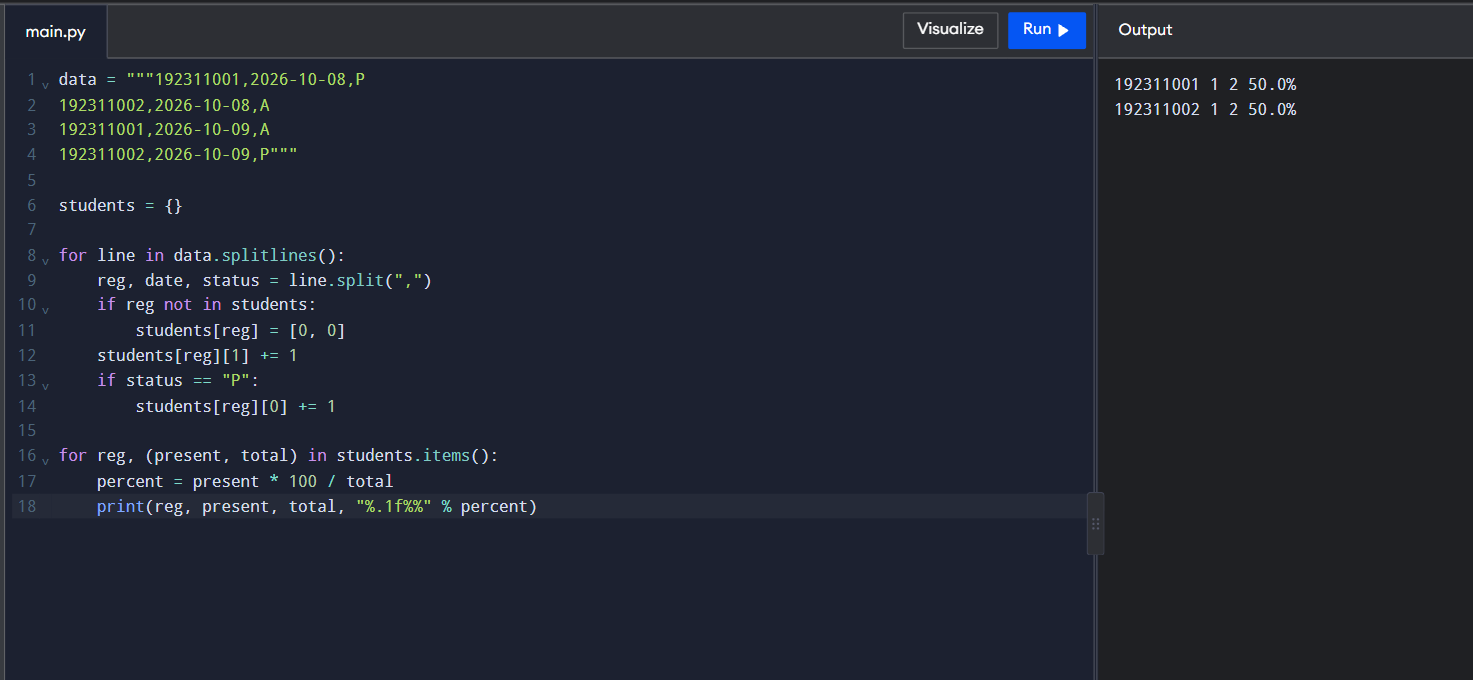 main.py
Visualize
Run
Output
1 data = """192311001,2026-10-08,P
2 192311002,2026-10-08,A
3 192311001,2026-10-09,A
4 192311002,2026-10-09,P"""
5
6 students = {}
7
8 for line in data.splitlines():
9     reg, date, status = line.split(",")
10     if reg not in students:
11         students[reg] = [0, 0]
12     students[reg][1] += 1
13     if status == "P":
14         students[reg][0] += 1
15
16 for reg, (present, total) in students.items():
17     percent = present * 100 / total
18     print(reg, present, total, "%.1f%%" % percent)
192311001 1 2 50.0%
192311002 1 2 50.0%